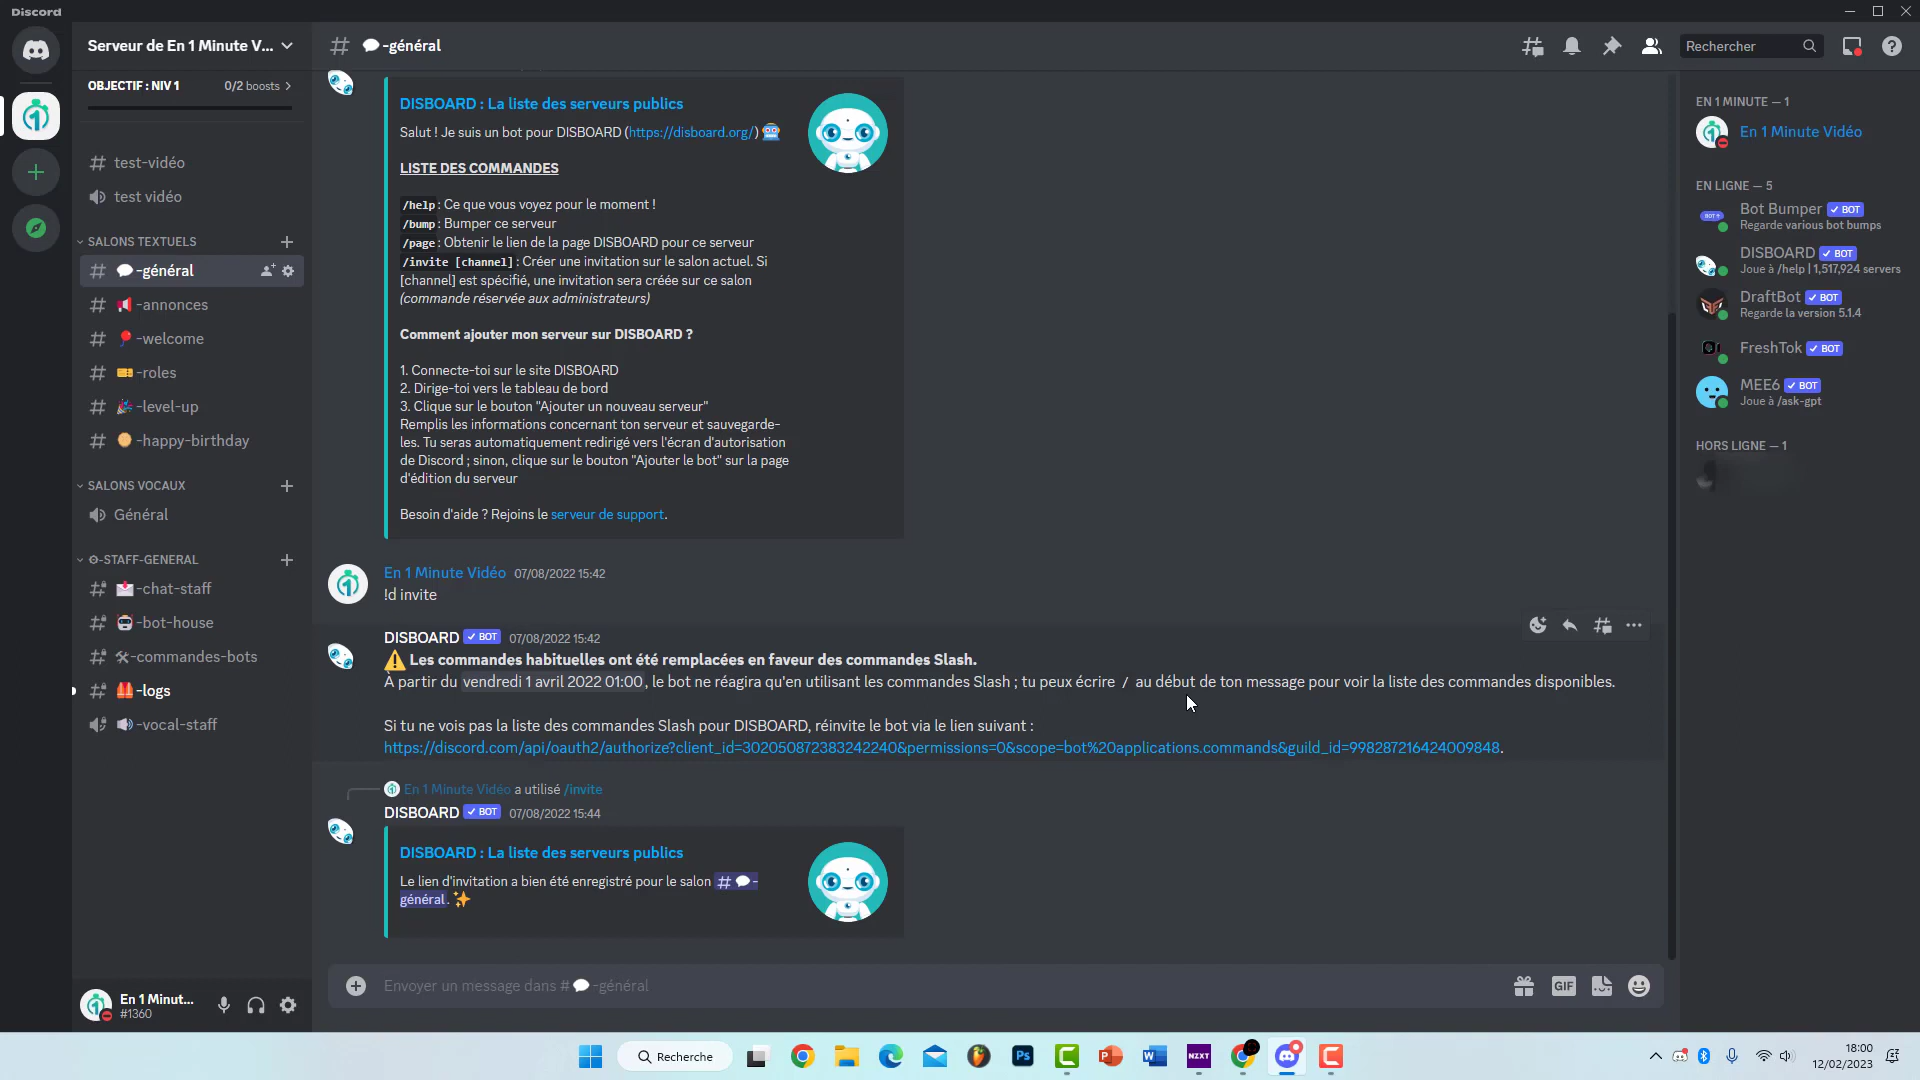 Discord
Serveur de En 1 Minute V...
OBJECTIF : NIV 1
0/2 boosts
test-vidéo
test vidéo
SALONS TEXTUELS
-général
-annonces
-welcome
-roles
-level-up
-happy-birthday
SALONS VOCAUX
Général
-STAFF-GENERAL
-chat-staff
-bot-house
-commandes-bots
-logs
-vocal-staff
En 1 Minut...
#1360
-général
Rechercher
DISBOARD : La liste des serveurs publics
Salut ! Je suis un bot pour DISBOARD (https://disboard.org/)
LISTE DES COMMANDES
/help : Ce que vous voyez pour le moment !
/bump : Bumper ce serveur
/page : Obtenir le lien de la page DISBOARD pour ce serveur
/invite [channel] : Créer une invitation sur le salon actuel. Si
[channel] est spécifié, une invitation sera créée sur ce salon
(commande réservée aux administrateurs)
Comment ajouter mon serveur sur DISBOARD ?
1. Connecte-toi sur le site DISBOARD
2. Dirige-toi vers le tableau de bord
3. Clique sur le bouton "Ajouter un nouveau serveur"
Remplis les informations concernant ton serveur et sauvegarde-
les. Tu seras automatiquement redirigé vers l'écran d'autorisation
de Discord ; sinon, clique sur le bouton "Ajouter le bot" sur la page
d'édition du serveur
Besoin d'aide ? Rejoins le serveur de support.
En 1 Minute Vidéo 07/08/2022 15:42
!d invite
DISBOARD BOT 07/08/2022 15:42
Les commandes habituelles ont été remplacées en faveur des commandes Slash.
À partir du vendredi 1 avril 2022 01:00, le bot ne réagira qu'en utilisant les commandes Slash ; tu peux écrire / au début de ton message pour voir la liste des commandes disponibles.
Si tu ne vois pas la liste des commandes Slash pour DISBOARD, réinvite le bot via le lien suivant :
https://discord.com/api/oauth2/authorize?client_id=302050872383242240&permissions=0&scope=bot%20applications.commands&guild_id=998287216424009848.
En 1 Minute Vidéo a utilisé /invite
DISBOARD BOT 07/08/2022 15:44
DISBOARD : La liste des serveurs publics
Le lien d'invitation a bien été enregistré pour le salon # -
général.
Envoyer un message dans # -général
GIF
EN 1 MINUTE — 1
En 1 Minute Vidéo
EN LIGNE — 5
Bot Bumper BOT
Regarde various bot bumps
DISBOARD BOT
Joue à /help | 1,517,924 servers
DraftBot BOT
Regarde la version 5.1.4
FreshTok BOT
MEE6 BOT
Joue à /ask-gpt
HORS LIGNE — 1
Recherche
Ps
NZXT
18:00
12/02/2023